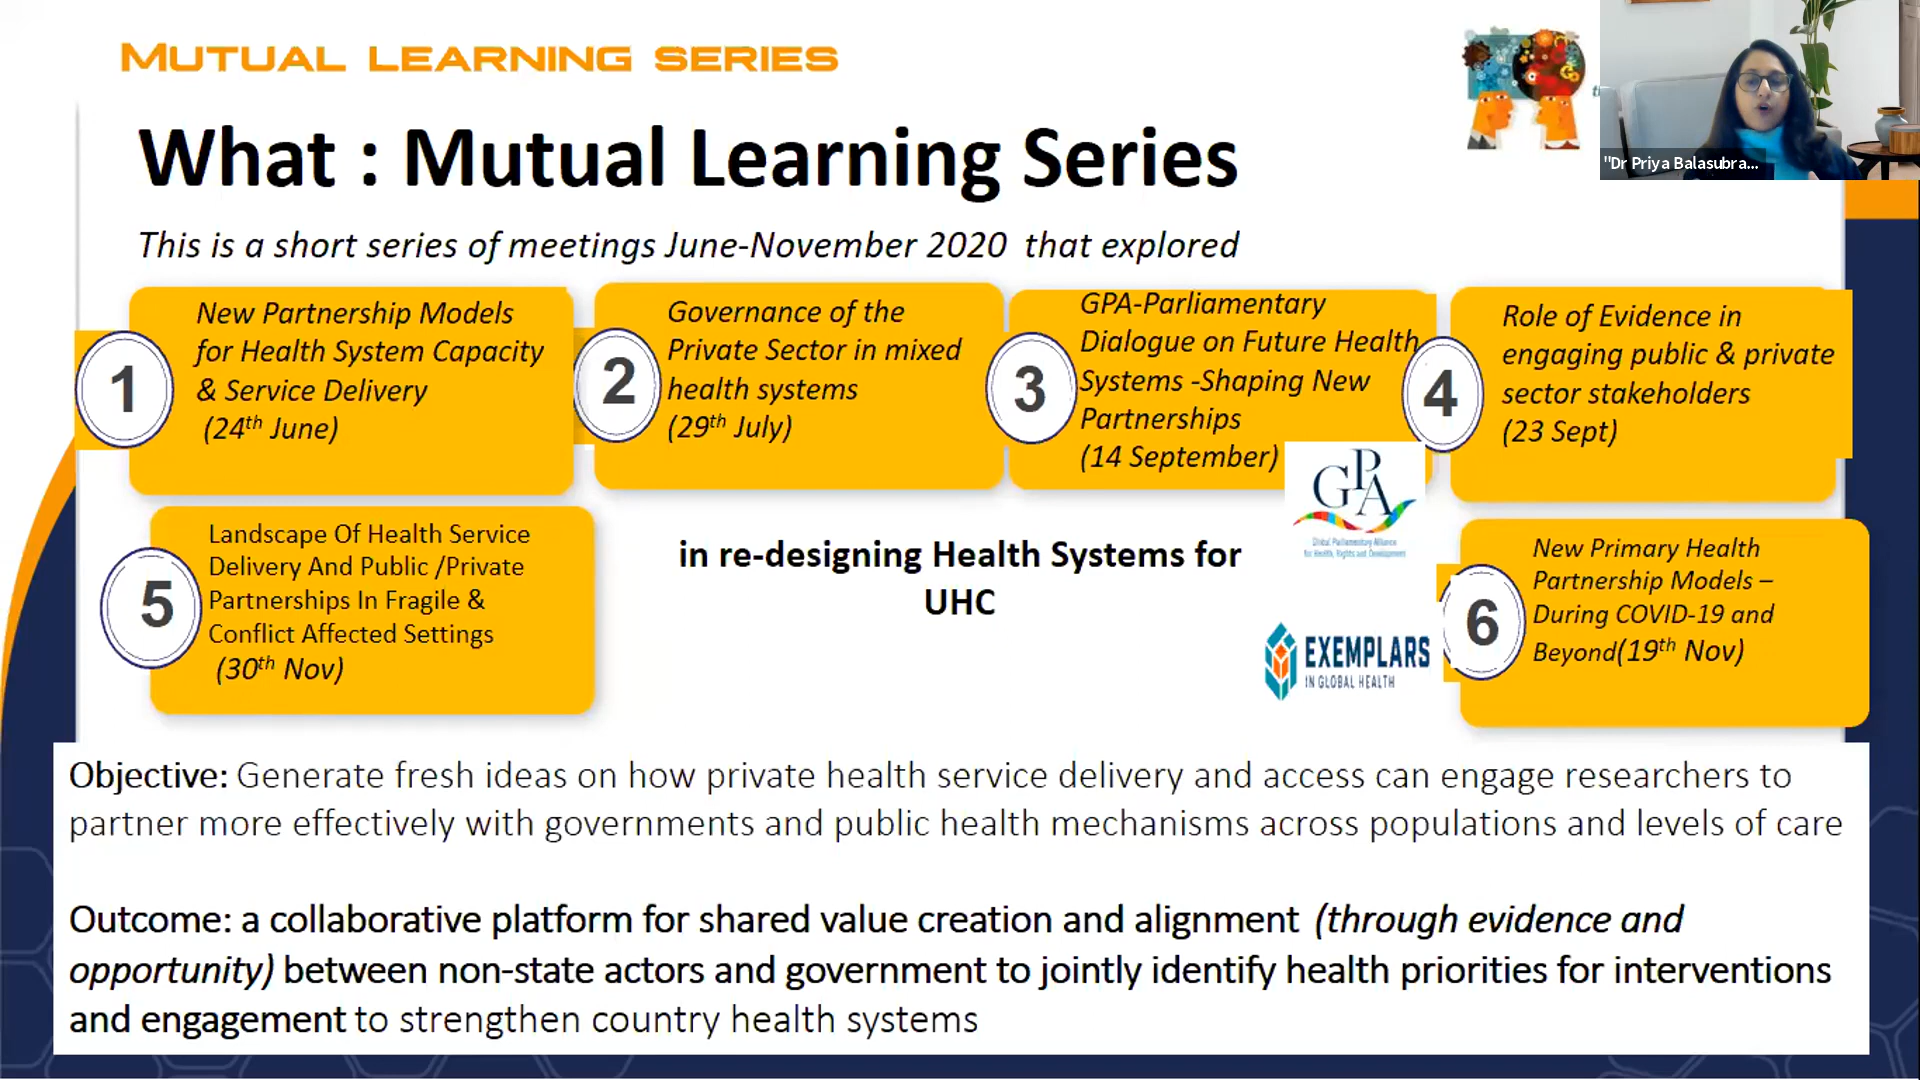 MUTUAL LEARNING SERIES
"Dr Priya Balasubra...
What : Mutual Learning Series
This is a short series of meetings June-November 2020 that explored
1
New Partnership Models
for Health System Capacity
& Service Delivery
(24th June)
2
Governance of the
Private Sector in mixed
health systems
(29th July)
3
GPA-Parliamentary
Dialogue on Future Health
Systems -Shaping New
Partnerships
(14 September)
GPA
Global Parliamentary Alliance
for Health, Rights and Development
4
Role of Evidence in
engaging public & private
sector stakeholders
(23 Sept)
5
Landscape Of Health Service
Delivery And Public /Private
Partnerships In Fragile &
Conflict Affected Settings
(30th Nov)
in re-designing Health Systems for
UHC
EXEMPLARS
IN GLOBAL HEALTH
6
New Primary Health
Partnership Models –
During COVID-19 and
Beyond(19th Nov)
Objective: Generate fresh ideas on how private health service delivery and access can engage researchers to
partner more effectively with governments and public health mechanisms across populations and levels of care
Outcome: a collaborative platform for shared value creation and alignment (through evidence and
opportunity) between non-state actors and government to jointly identify health priorities for interventions
and engagement to strengthen country health systems